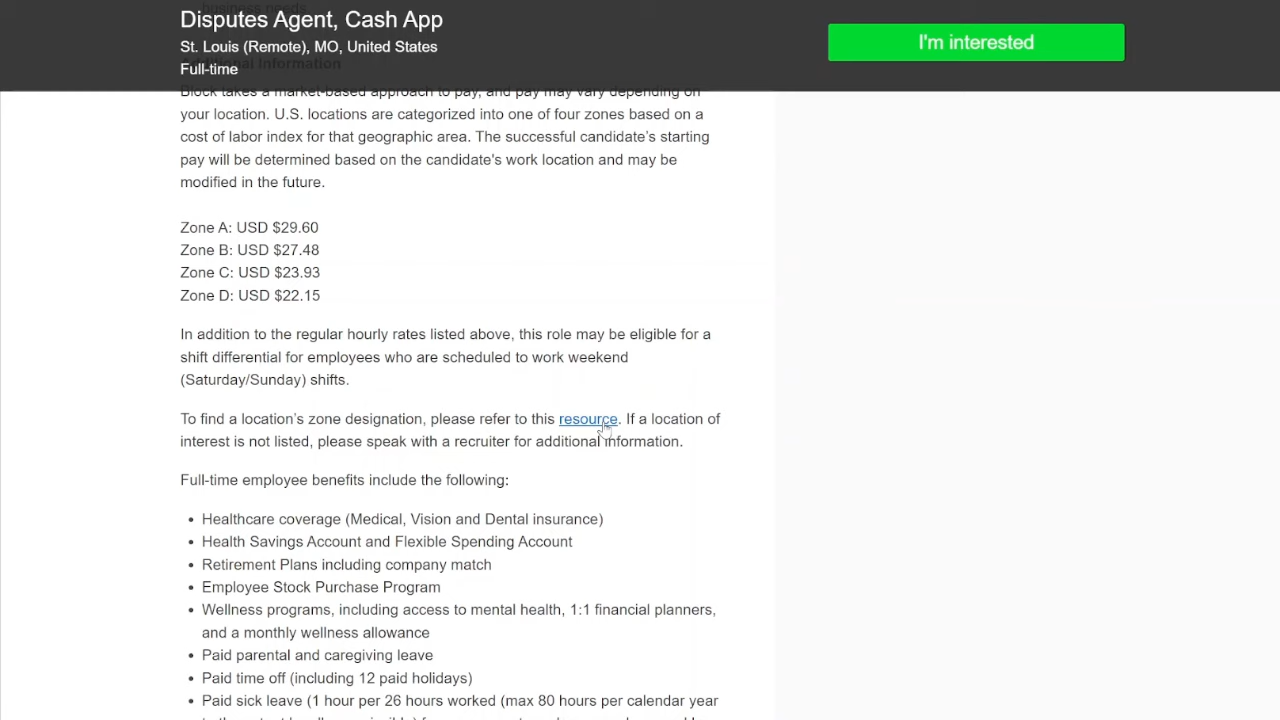 business needs.
Disputes Agent, Cash App
St. Louis (Remote), MO, United States
Full-time
I'm interested
Additional Information
Block takes a market-based approach to pay, and pay may vary depending on
your location. U.S. locations are categorized into one of four zones based on a
cost of labor index for that geographic area. The successful candidate's starting
pay will be determined based on the candidate's work location and may be
modified in the future.
Zone A: USD $29.60
Zone B: USD $27.48
Zone C: USD $23.93
Zone D: USD $22.15
In addition to the regular hourly rates listed above, this role may be eligible for a
shift differential for employees who are scheduled to work weekend
(Saturday/Sunday) shifts.
To find a location's zone designation, please refer to this resource. If a location of
interest is not listed, please speak with a recruiter for additional information.
Full-time employee benefits include the following:
• Healthcare coverage (Medical, Vision and Dental insurance)
• Health Savings Account and Flexible Spending Account
• Retirement Plans including company match
• Employee Stock Purchase Program
• Wellness programs, including access to mental health, 1:1 financial planners,
and a monthly wellness allowance
• Paid parental and caregiving leave
• Paid time off (including 12 paid holidays)
• Paid sick leave (1 hour per 26 hours worked (max 80 hours per calendar year